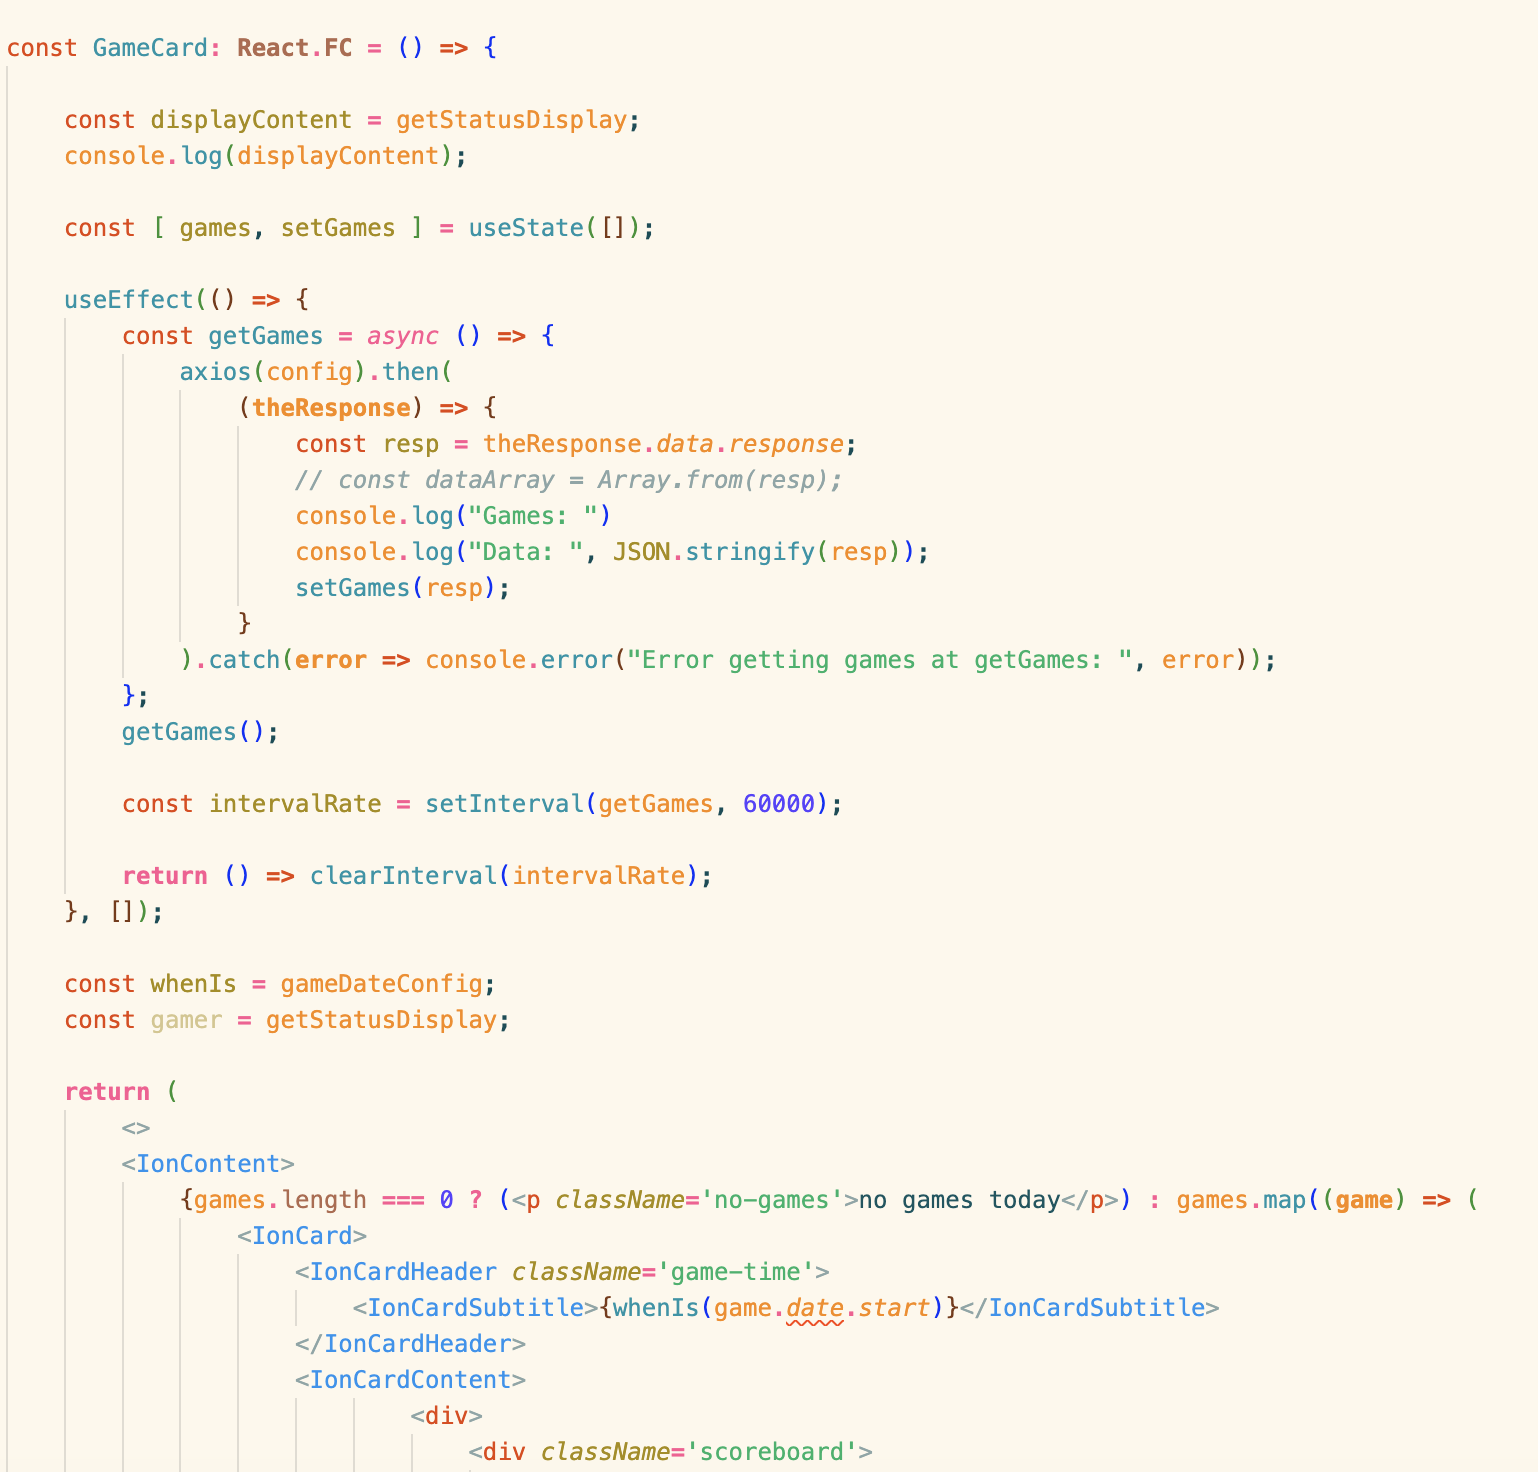 const GameCard: React.FC = () => {
const displayContent = getStatusDisplay;
console.log(displayContent);
const [ games, setGames ] = useState([]);
useEffect(() => {
const getGames = async () => {
axios(config).then(
(theResponse) => {
const resp = theResponse.data.response;
// const dataArray = Array.from(resp);
console.log("Games: ")
console.log("Data: ", JSON.stringify(resp));
setGames(resp);
}
).catch(error => console.error("Error getting games at getGames: ", error));
};
getGames();
const intervalRate = setInterval(getGames, 60000);
return () => clearInterval(intervalRate);
}, []);
const whenIs = gameDateConfig;
const gamer = getStatusDisplay;
return (
<>
<IonContent>
{games.length === 0 ? (<p className='no-games'>no games today</p>) : games.map((game) => (
<IonCard>
<IonCardHeader className='game-time'>
<IonCardSubtitle>{whenIs(game.date.start)}</IonCardSubtitle>
</IonCardHeader>
<IonCardContent>
<div>
<div className='scoreboard'>